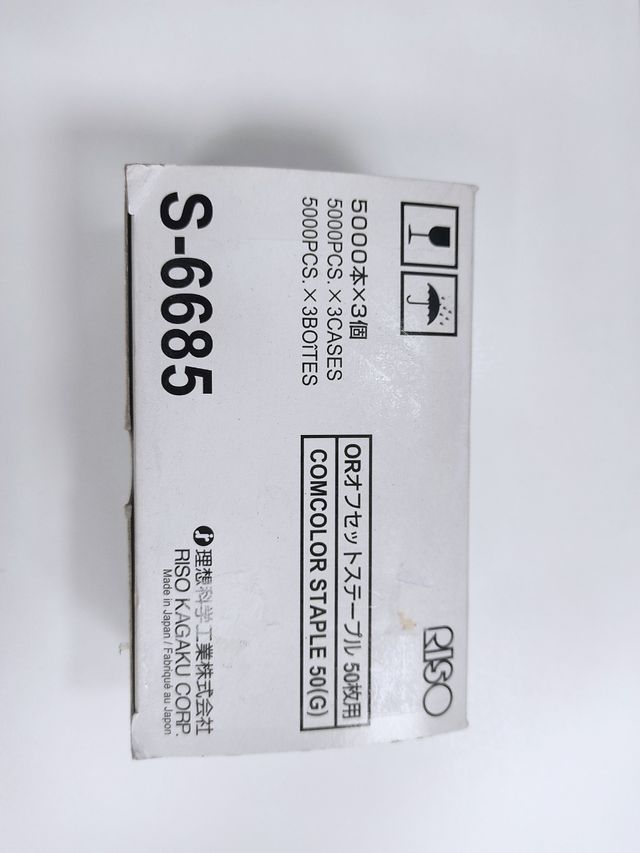 RISO
5000本×3個
5000PCS.×3CASES
5000PCS.×3BOîTES
ORオフセットステープル 50枚用
COMCOLOR STAPLE 50(G)
S-6685
理想科学工業株式会社
RISO KAGAKU CORP.
Made in Japan / Fabriqué au Japon